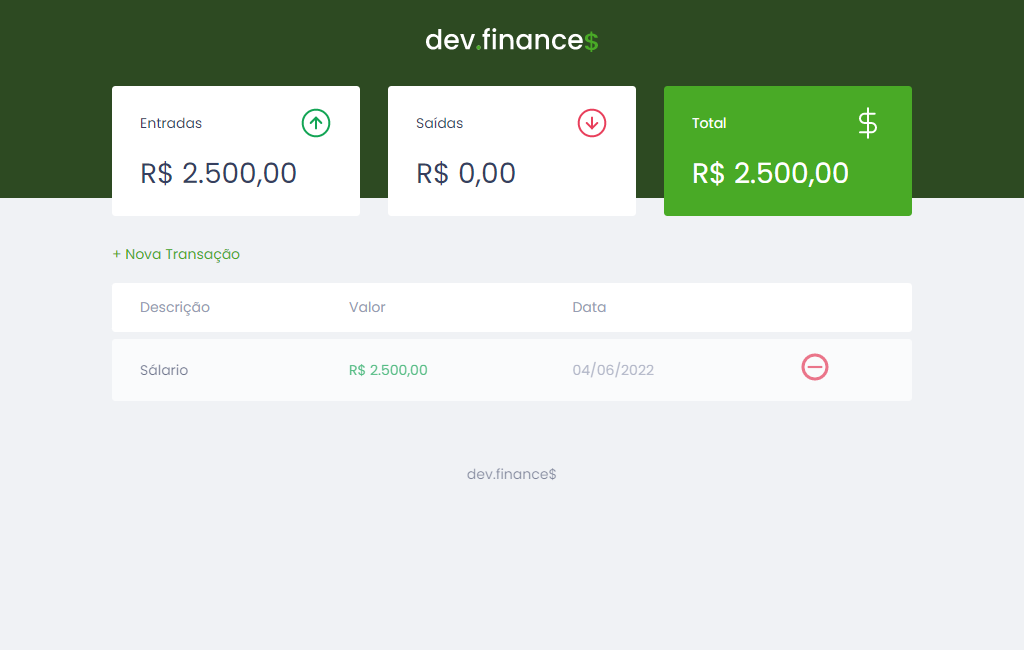 dev.finance$
Entradas
R$ 2.500,00
Saídas
R$ 0,00
Total
$
R$ 2.500,00
+ Nova Transação
Descrição Valor Data
Sálario R$ 2.500,00 04/06/2022
dev.finance$